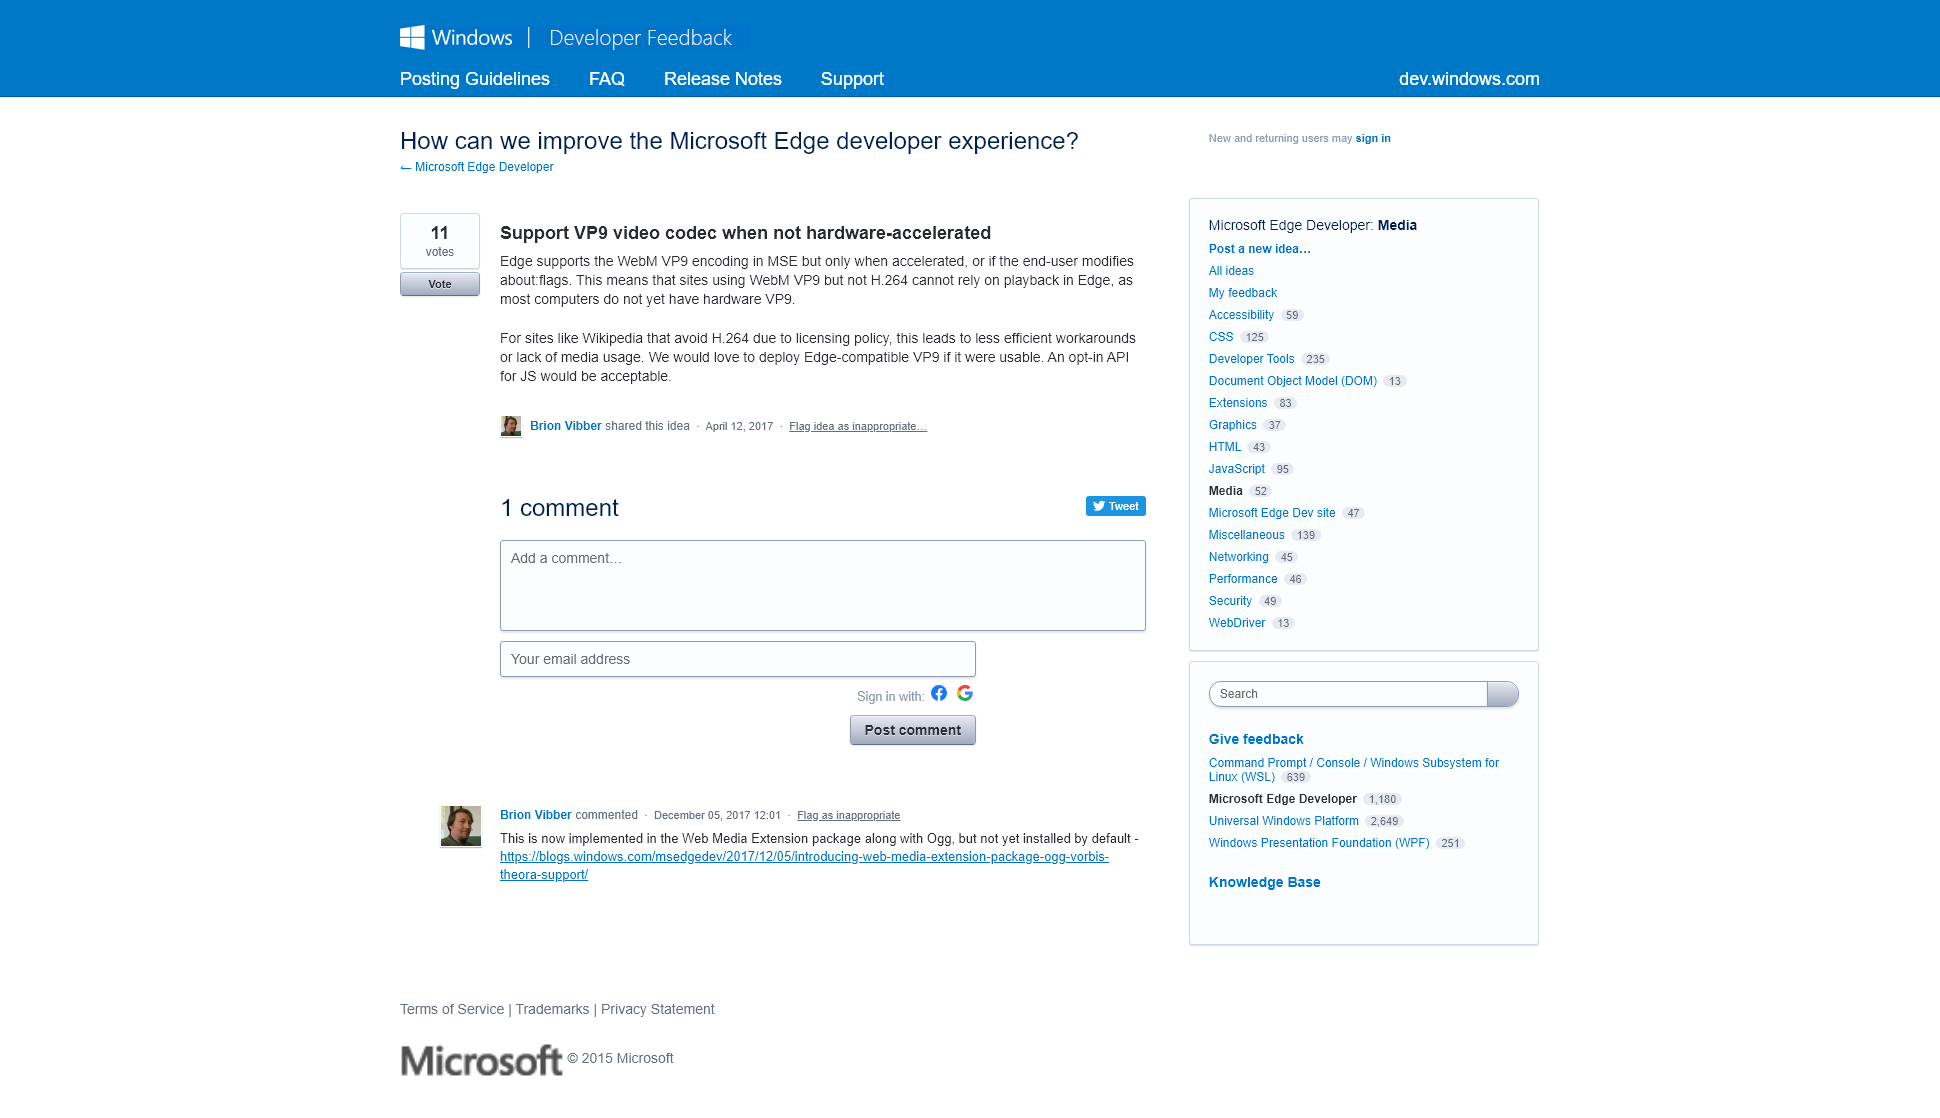 Windows | Developer Feedback
Posting Guidelines FAQ Release Notes Support dev.windows.com
How can we improve the Microsoft Edge developer experience?
← Microsoft Edge Developer
New and returning users may sign in
11
votes
Vote
Support VP9 video codec when not hardware-accelerated
Edge supports the WebM VP9 encoding in MSE but only when accelerated, or if the end-user modifies
about:flags. This means that sites using WebM VP9 but not H.264 cannot rely on playback in Edge, as
most computers do not yet have hardware VP9.
For sites like Wikipedia that avoid H.264 due to licensing policy, this leads to less efficient workarounds
or lack of media usage. We would love to deploy Edge-compatible VP9 if it were usable. An opt-in API
for JS would be acceptable.
Brion Vibber shared this idea · April 12, 2017 · Flag idea as inappropriate…
1 comment
Tweet
Add a comment…
Your email address
Sign in with:
Post comment
Brion Vibber commented · December 05, 2017 12:01 · Flag as inappropriate
This is now implemented in the Web Media Extension package along with Ogg, but not yet installed by default -
https://blogs.windows.com/msedgedev/2017/12/05/introducing-web-media-extension-package-ogg-vorbis-
theora-support/
Microsoft Edge Developer: Media
Post a new idea…
All ideas
My feedback
Accessibility 59
CSS 125
Developer Tools 235
Document Object Model (DOM) 13
Extensions 83
Graphics 37
HTML 43
JavaScript 95
Media 52
Microsoft Edge Dev site 47
Miscellaneous 139
Networking 45
Performance 46
Security 49
WebDriver 13
Search
Give feedback
Command Prompt / Console / Windows Subsystem for
Linux (WSL) 639
Microsoft Edge Developer 1,180
Universal Windows Platform 2,649
Windows Presentation Foundation (WPF) 251
Knowledge Base
Terms of Service | Trademarks | Privacy Statement
Microsoft © 2015 Microsoft